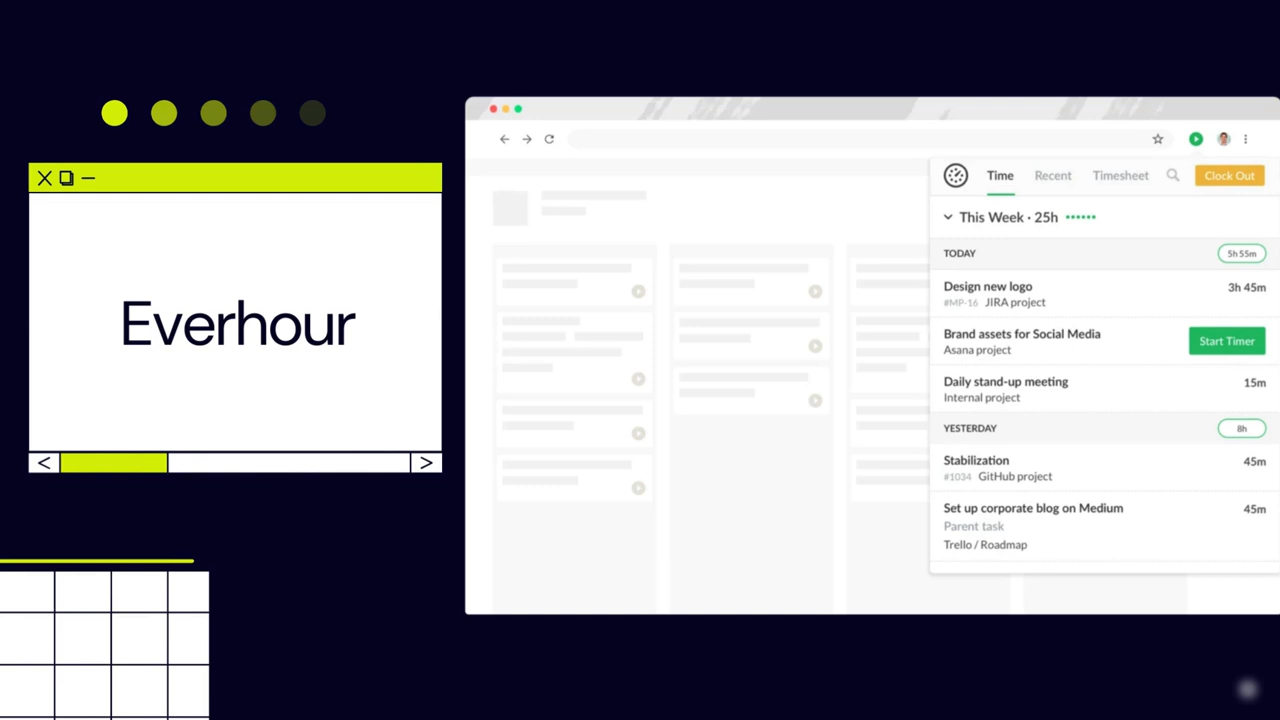 Everhour
Time Recent Timesheet Clock Out
This Week · 25h
TODAY 5h 55m
Design new logo 3h 45m
#MP-16 JIRA project
Brand assets for Social Media
Asana project
Start Timer
Daily stand-up meeting 15m
Internal project
YESTERDAY 8h
Stabilization 45m
#1034 GitHub project
Set up corporate blog on Medium 45m
Parent task
Trello / Roadmap